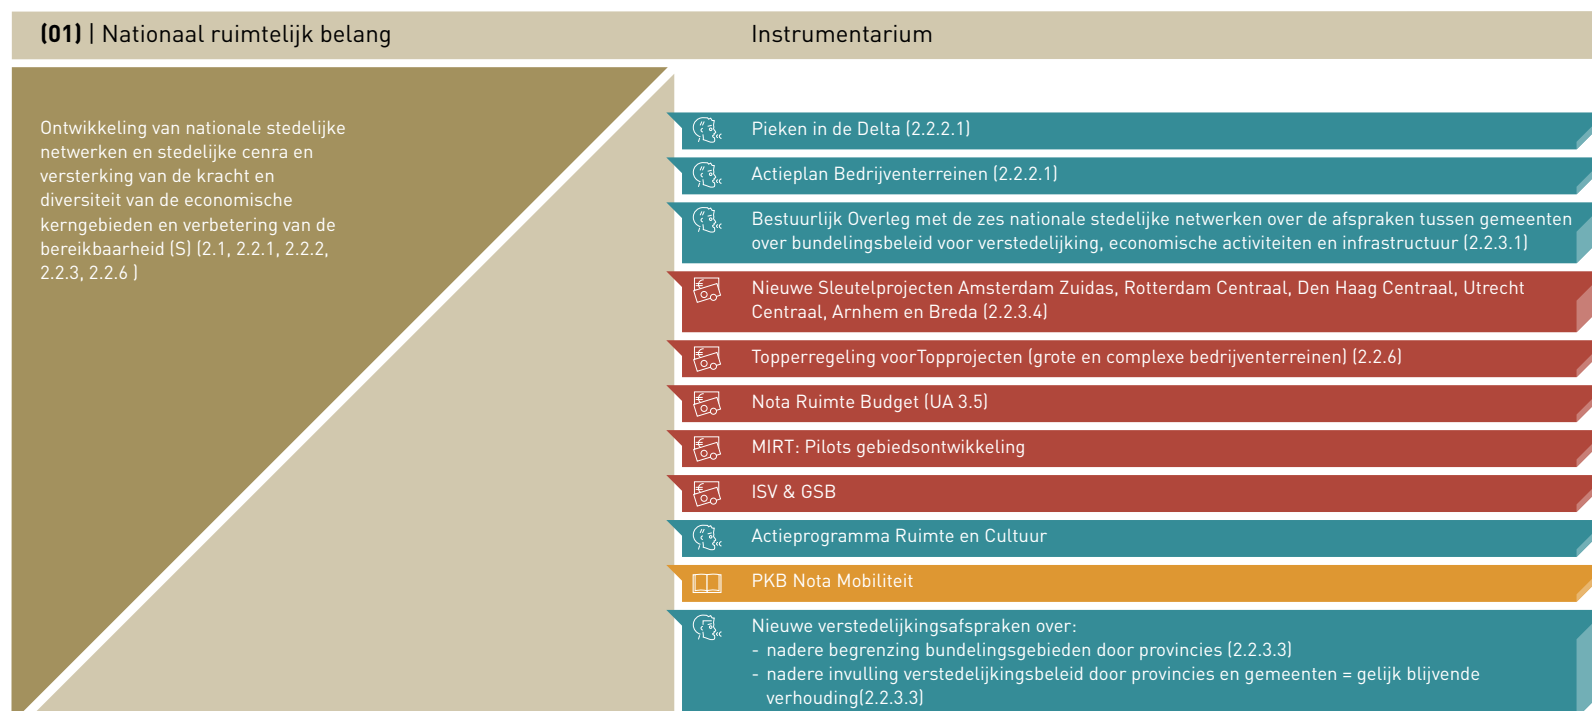 (01) | Nationaal ruimtelijk belang
Instrumentarium
Ontwikkeling van nationale stedelijke
netwerken en stedelijke cenra en
versterking van de kracht en
diversiteit van de economische
kerngebieden en verbetering van de
bereikbaarheid (S) (2.1, 2.2.1, 2.2.2,
2.2.3, 2.2.6 )
Pieken in de Delta (2.2.2.1)
Actieplan Bedrijventerreinen (2.2.2.1)
Bestuurlijk Overleg met de zes nationale stedelijke netwerken over de afspraken tussen gemeenten
over bundelingsbeleid voor verstedelijking, economische activiteiten en infrastructuur (2.2.3.1)
Nieuwe Sleutelprojecten Amsterdam Zuidas, Rotterdam Centraal, Den Haag Centraal, Utrecht
Centraal, Arnhem en Breda (2.2.3.4)
Topperregeling voorTopprojecten (grote en complexe bedrijventerreinen) (2.2.6)
Nota Ruimte Budget (UA 3.5)
MIRT: Pilots gebiedsontwikkeling
ISV & GSB
Actieprogramma Ruimte en Cultuur
PKB Nota Mobiliteit
Nieuwe verstedelijkingsafspraken over:
- nadere begrenzing bundelingsgebieden door provincies (2.2.3.3)
- nadere invulling verstedelijkingsbeleid door provincies en gemeenten = gelijk blijvende
verhouding(2.2.3.3)